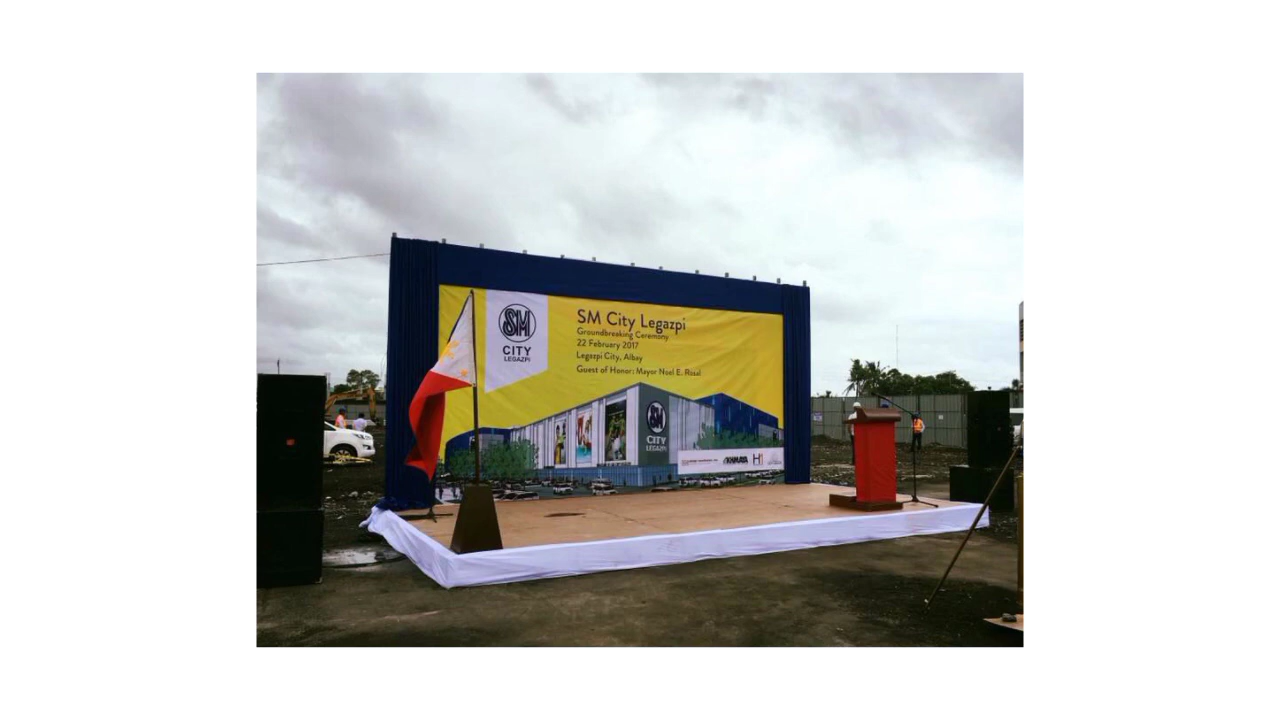 SM
CITY
LEGAZPI
SM City Legazpi
Groundbreaking Ceremony
22 February 2017
Legazpi City, Albay
Guest of Honor: Mayor Noel E. Rosal
SM
CITY
LEGAZPI
H1